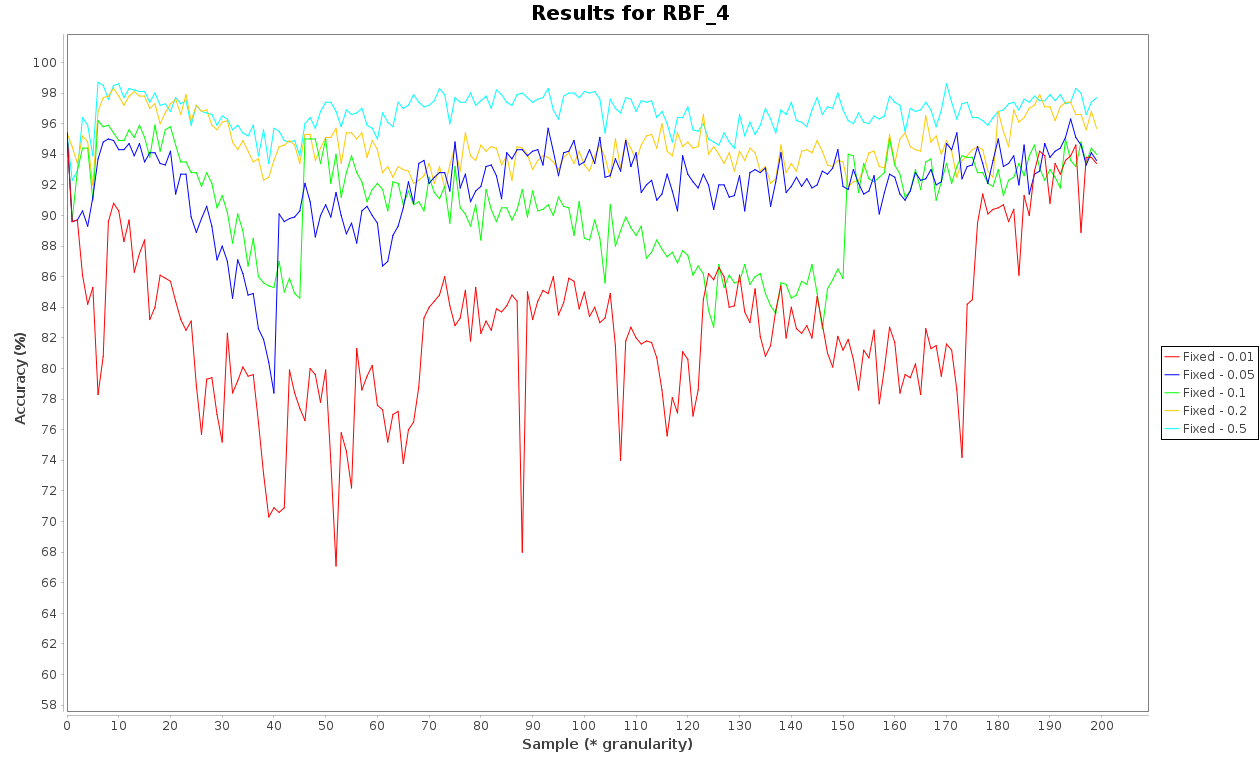 Results for RBF_4
Accuracy (%)
100
98
96
94
92
90
88
86
84
82
80
78
76
74
72
70
68
66
64
62
60
58
0 10 20 30 40 50 60 70 80 90 100 110 120 130 140 150 160 170 180 190 200
Sample (* granularity)
Fixed - 0.01
Fixed - 0.05
Fixed - 0.1
Fixed - 0.2
Fixed - 0.5